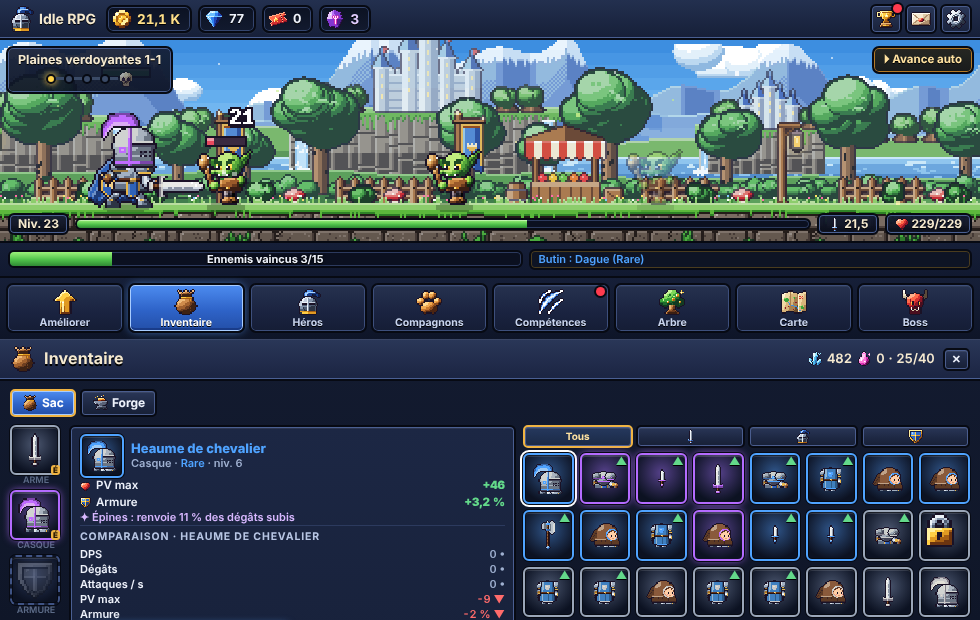 Idle RPG
21,1 K
77
0
3
Plaines verdoyantes 1-1
Avance auto
21
Niv. 23
21,5
229/229
Ennemis vaincus 3/15
Butin : Dague (Rare)
Améliorer
Inventaire
Héros
Compagnons
Compétences
Arbre
Carte
Boss
Inventaire
482
0 · 25/40
×
Sac
Forge
E
ARME
E
CASQUE
ARMURE
Heaume de chevalier
Casque · Rare · niv. 6
PV max +46
Armure +3,2 %
✦ Épines : renvoie 11 % des dégâts subis
COMPARAISON · HEAUME DE CHEVALIER
DPS 0 •
Dégâts 0 •
Attaques / s 0 •
PV max -9 ▼
Armure -2 % ▼
Tous